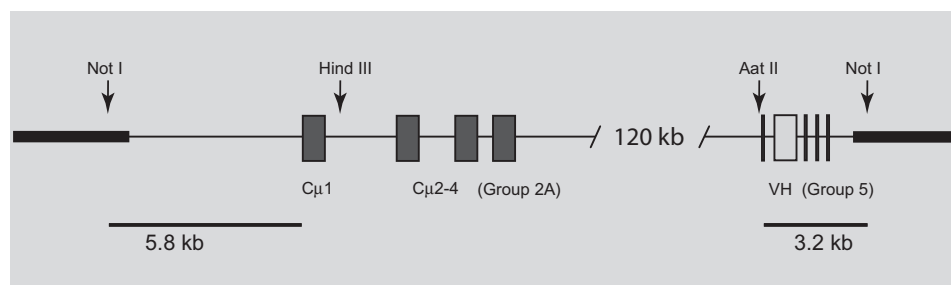 Not I Hind III Aat II Not I
120 kb
Cμ1 Cμ2-4 (Group 2A) VH (Group 5)
5.8 kb 3.2 kb